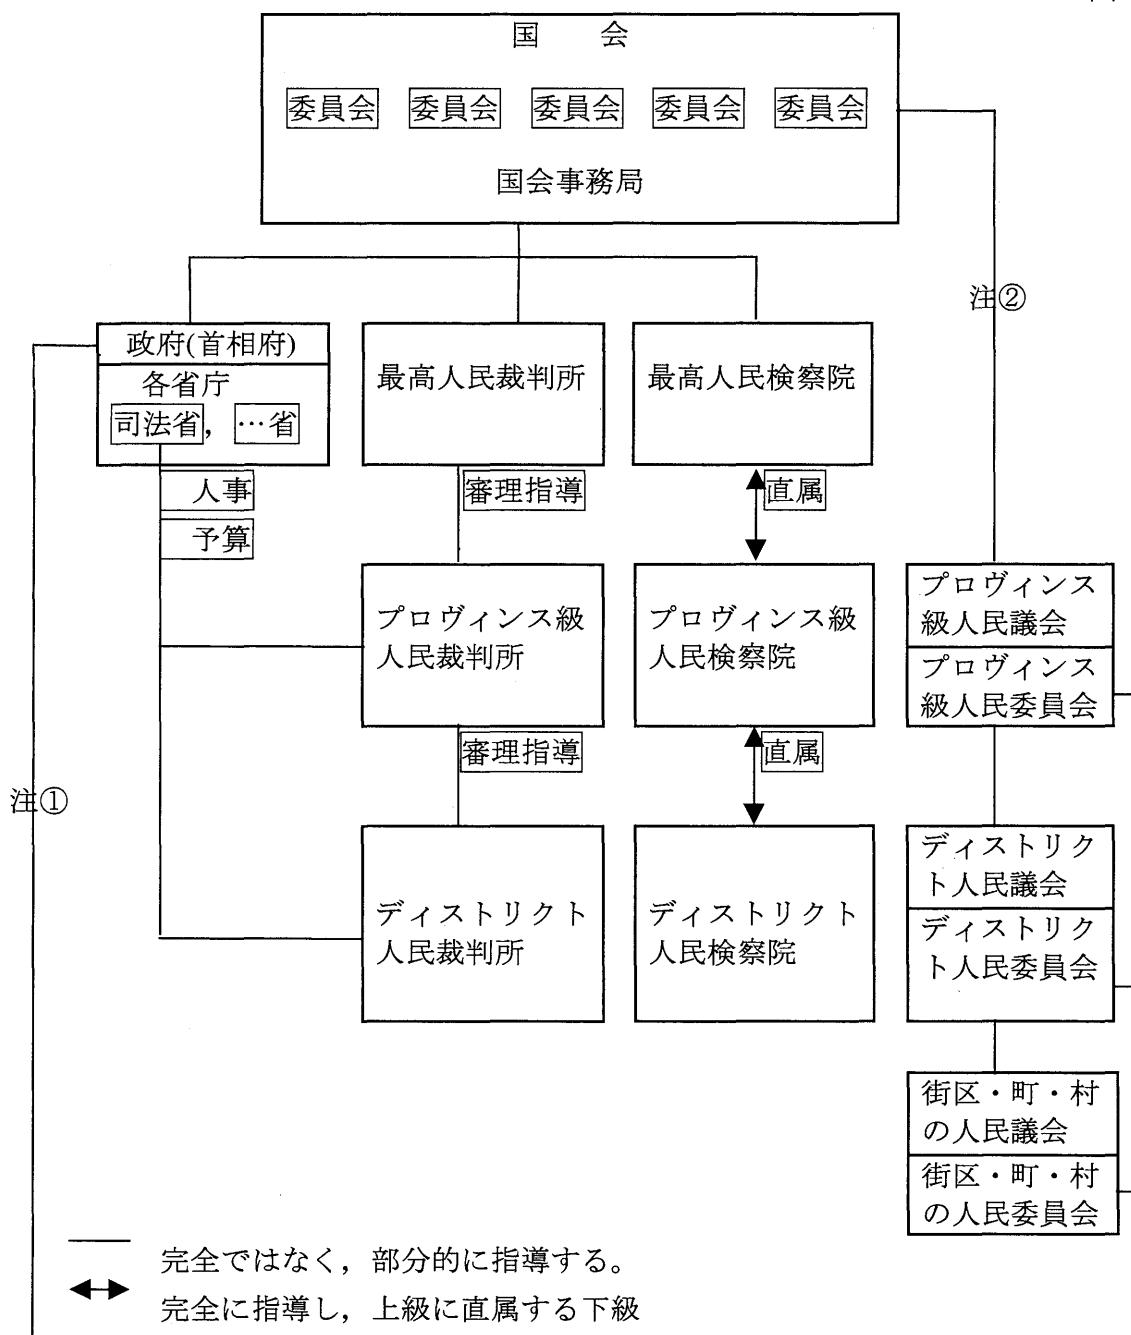 国 会
委員会 委員会 委員会 委員会 委員会
国会事務局
注②
政府(首相府)
各省庁
司法省, …省
最高人民裁判所
最高人民検察院
人事
予算
審理指導
直属
プロヴィンス級
人民裁判所
プロヴィンス級
人民検察院
プロヴィンス
級人民議会
プロヴィンス
級人民委員会
審理指導
直属
注①
ディストリクト
人民裁判所
ディストリクト
人民検察院
ディストリク
ト人民議会
ディストリク
ト人民委員会
街区・町・村
の人民議会
街区・町・村
の人民委員会
完全ではなく，部分的に指導する。
完全に指導し，上級に直属する下級